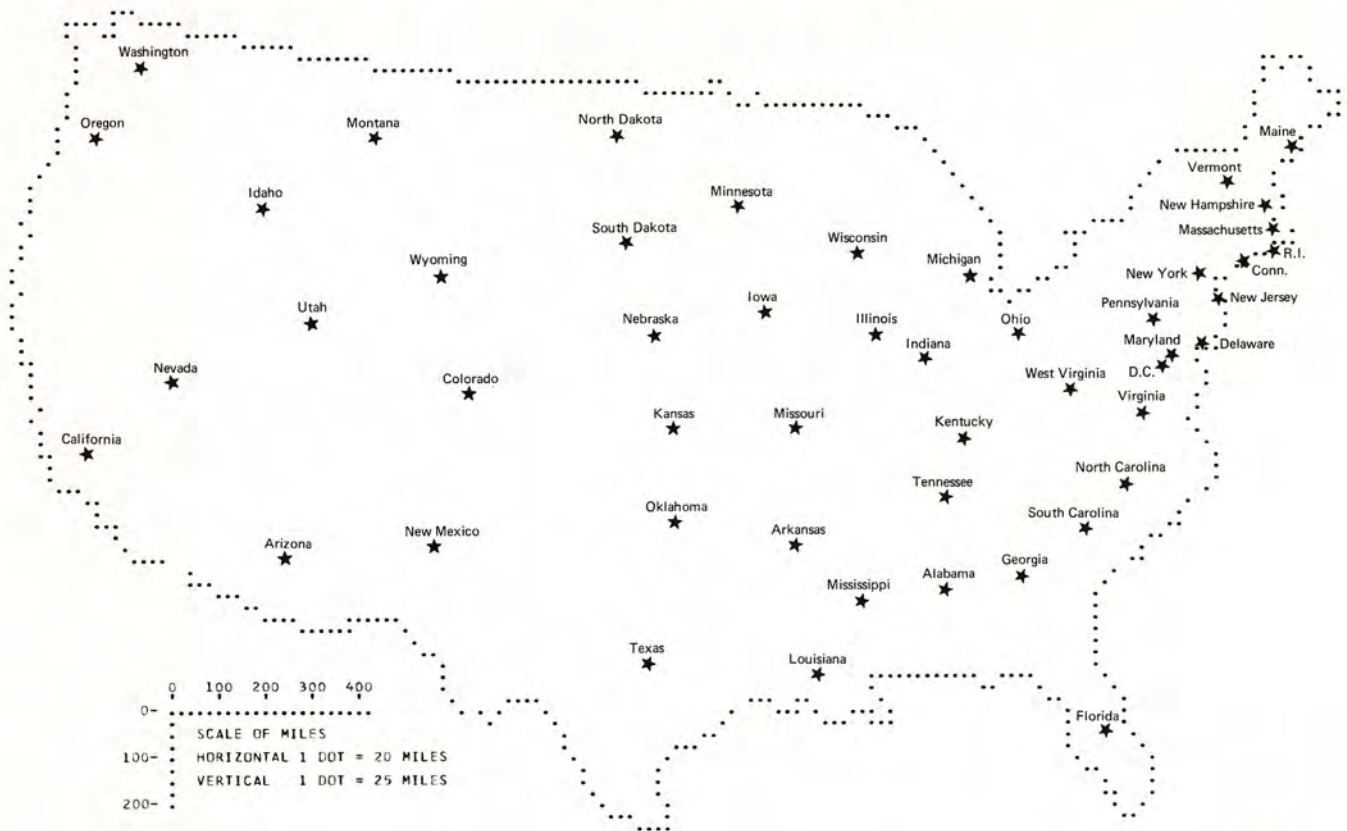 Washington
Oregon
Montana
North Dakota
Maine
Vermont
Idaho
Minnesota
New Hampshire
South Dakota
Massachusetts
Wisconsin
R.I.
Wyoming
Michigan
New York
Conn.
Utah
Iowa
New Jersey
Nebraska
Illinois
Ohio
Pennsylvania
Indiana
Maryland
Delaware
Nevada
Colorado
West Virginia
D.C.
Virginia
Kansas
Missouri
Kentucky
California
North Carolina
Tennessee
Oklahoma
South Carolina
Arizona
New Mexico
Arkansas
Georgia
Mississippi
Alabama
Texas
Louisiana
Florida
0 100 200 300 400
0-
SCALE OF MILES
100-
HORIZONTAL 1 DOT = 20 MILES
VERTICAL 1 DOT = 25 MILES
200-